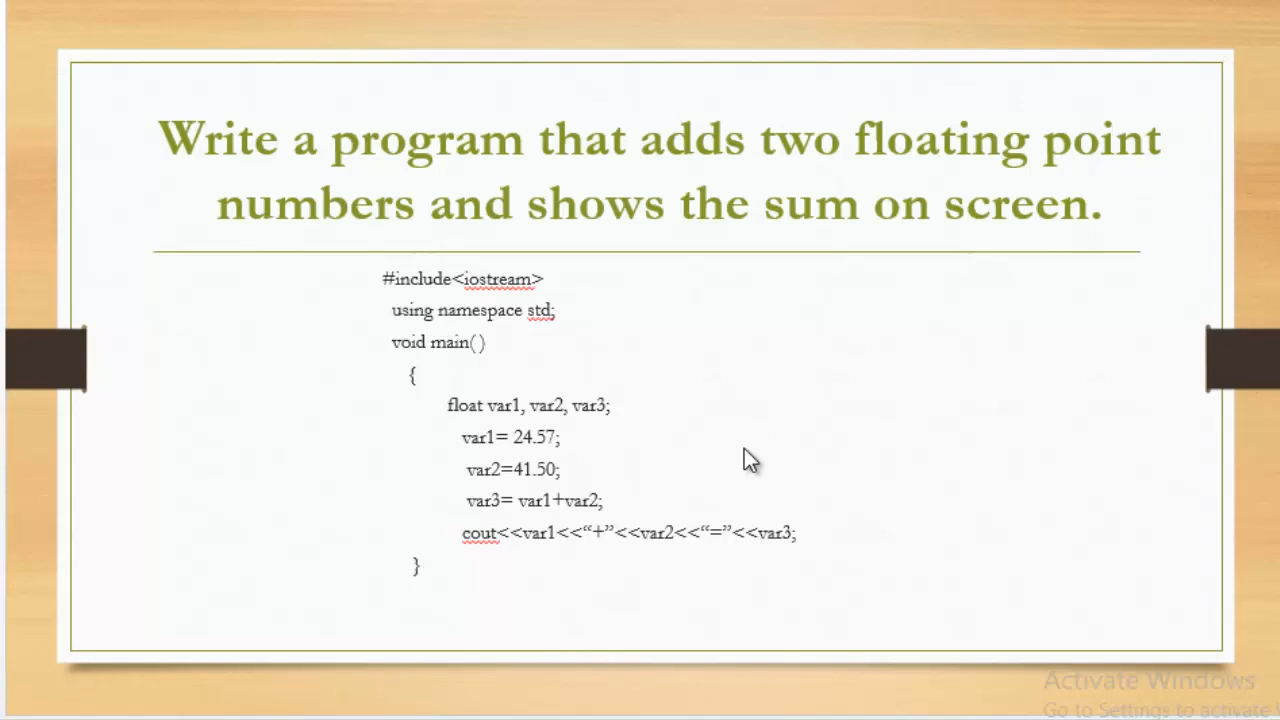 Write a program that adds two floating point
numbers and shows the sum on screen.
#include<iostream>
using namespace std;
void main()
{
float var1, var2, var3;
var1= 24.57;
var2=41.50;
var3= var1+var2;
cout<<var1<<“+”<<var2<<“=”<<var3;
}
Activate Windows
Go to Settings to activate